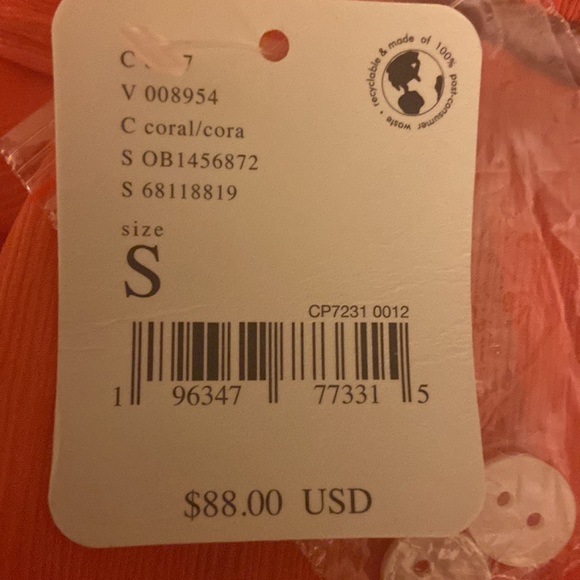 C 7
V 008954
C coral/cora
S OB1456872
S 68118819
size
S
CP7231 0012
1 96347 77331 5
$88.00 USD
recyclable & made of 100% post-consumer waste •